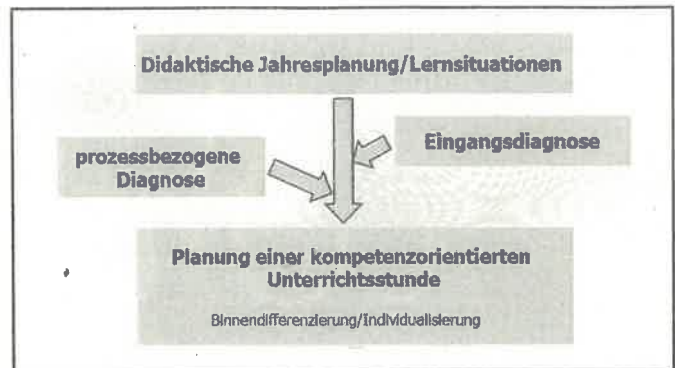 Didaktische Jahresplanung/Lernsituationen
Eingangsdiagnose
prozessbezogene
Diagnose
Planung einer kompetenzorientierten
Unterrichtsstunde
Binnendifferenzierung/Individualisierung